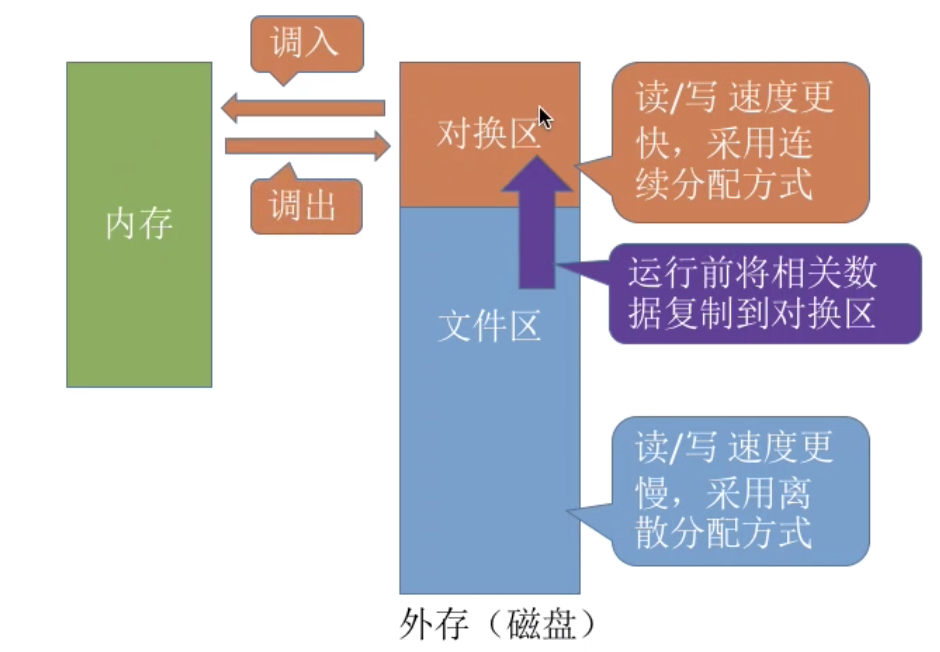 调入
对换区
读/写 速度更
快，采用连
续分配方式
调出
内存
运行前将相关数
据复制到对换区
文件区
读/写 速度更
慢，采用离
散分配方式
外存（磁盘）